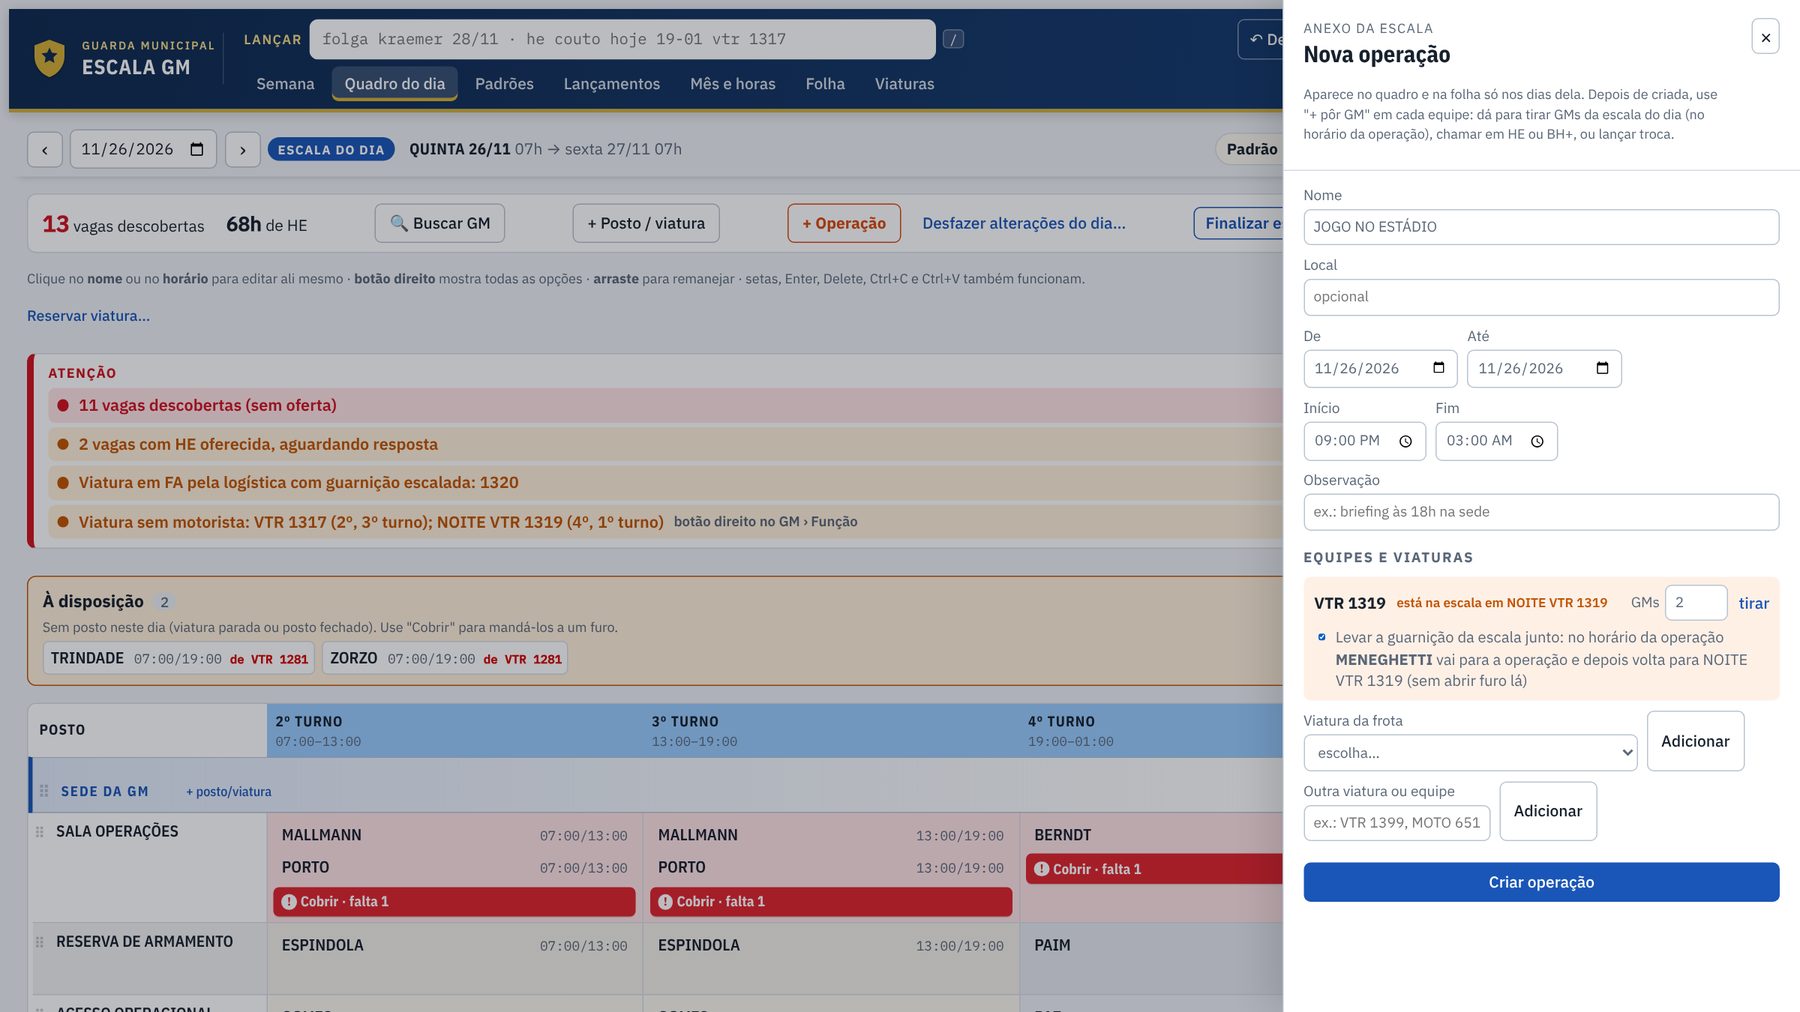 GUARDA MUNICIPAL
ESCALA GM
LANÇAR
folga kraemer 28/11 · he couto hoje 19-01 vtr 1317
/
↶ De
Semana
Quadro do dia
Padrões
Lançamentos
Mês e horas
Folha
Viaturas
‹
11/26/2026
›
ESCALA DO DIA
QUINTA 26/11 07h → sexta 27/11 07h
Padrão
13 vagas descobertas
68h de HE
Buscar GM
+ Posto / viatura
+ Operação
Desfazer alterações do dia...
Finalizar e
Clique no nome ou no horário para editar ali mesmo · botão direito mostra todas as opções · arraste para remanejar · setas, Enter, Delete, Ctrl+C e Ctrl+V também funcionam.
Reservar viatura...
ATENÇÃO
11 vagas descobertas (sem oferta)
2 vagas com HE oferecida, aguardando resposta
Viatura em FA pela logística com guarnição escalada: 1320
Viatura sem motorista: VTR 1317 (2º, 3º turno); NOITE VTR 1319 (4º, 1º turno) botão direito no GM › Função
À disposição 2
Sem posto neste dia (viatura parada ou posto fechado). Use "Cobrir" para mandá-los a um furo.
TRINDADE 07:00/19:00 de VTR 1281
ZORZO 07:00/19:00 de VTR 1281
POSTO
2º TURNO
07:00–13:00
3º TURNO
13:00–19:00
4º TURNO
19:00–01:00
SEDE DA GM
+ posto/viatura
SALA OPERAÇÕES
MALLMANN 07:00/13:00
PORTO 07:00/13:00
! Cobrir · falta 1
MALLMANN 13:00/19:00
PORTO 13:00/19:00
! Cobrir · falta 1
BERNDT
! Cobrir · falta 1
RESERVA DE ARMAMENTO
ESPINDOLA 07:00/13:00
ESPINDOLA 13:00/19:00
PAIM
ACESSO OPERACIONAL
ANEXO DA ESCALA
Nova operação
×
Aparece no quadro e na folha só nos dias dela. Depois de criada, use
"+ pôr GM" em cada equipe: dá para tirar GMs da escala do dia (no
horário da operação), chamar em HE ou BH+, ou lançar troca.
Nome
JOGO NO ESTÁDIO
Local
opcional
De
11/26/2026
Até
11/26/2026
Início
09:00 PM
Fim
03:00 AM
Observação
ex.: briefing às 18h na sede
EQUIPES E VIATURAS
VTR 1319 está na escala em NOITE VTR 1319 GMs 2 tirar
Levar a guarnição da escala junto: no horário da operação
MENEGHETTI vai para a operação e depois volta para NOITE
VTR 1319 (sem abrir furo lá)
Viatura da frota
escolha...
Adicionar
Outra viatura ou equipe
ex.: VTR 1399, MOTO 651
Adicionar
Criar operação